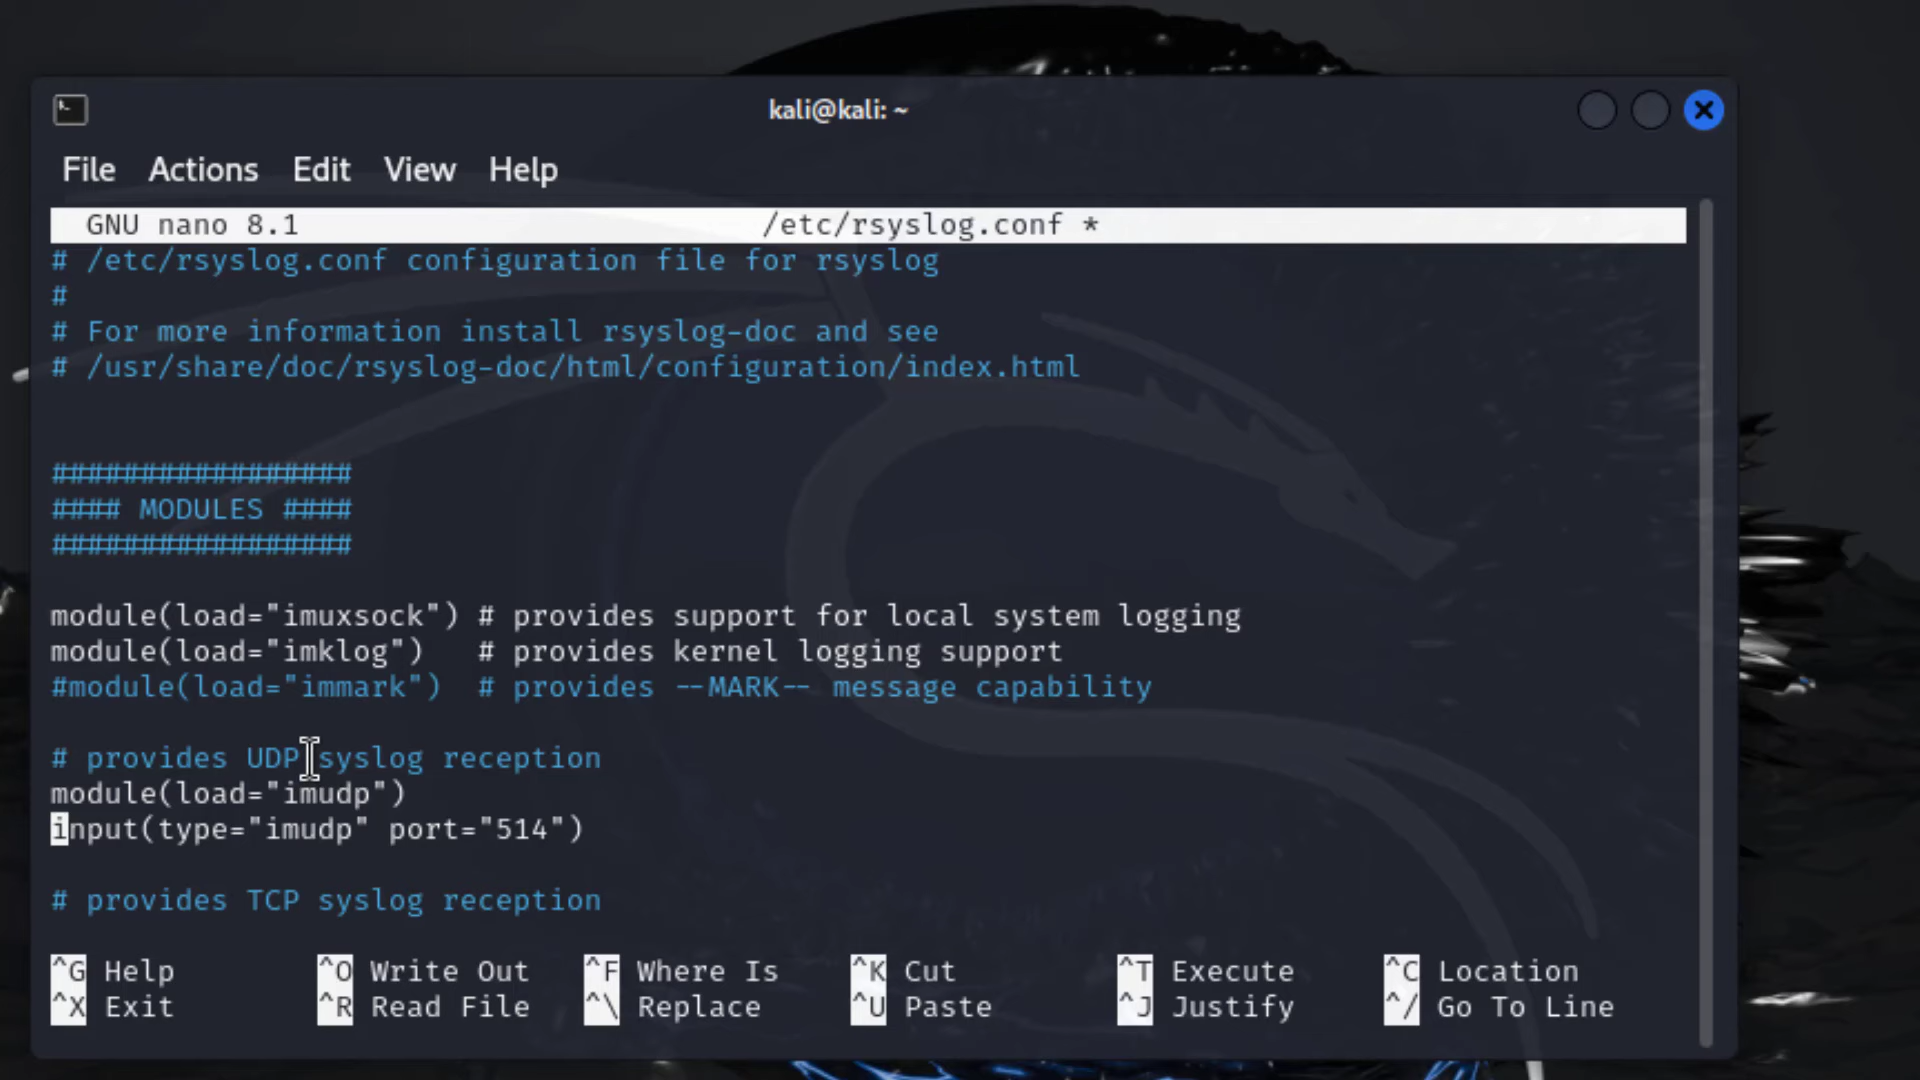 kali@kali: ~
File Actions Edit View Help
GNU nano 8.1 /etc/rsyslog.conf *
# /etc/rsyslog.conf configuration file for rsyslog
#
# For more information install rsyslog-doc and see
# /usr/share/doc/rsyslog-doc/html/configuration/index.html
#################
#### MODULES ####
#################
module(load="imuxsock") # provides support for local system logging
module(load="imklog")   # provides kernel logging support
#module(load="immark")  # provides --MARK-- message capability
# provides UDP syslog reception
module(load="imudp")
input(type="imudp" port="514")
# provides TCP syslog reception
^G Help ^O Write Out ^F Where Is ^K Cut ^T Execute ^C Location
^X Exit ^R Read File ^\ Replace ^U Paste ^J Justify ^/ Go To Line